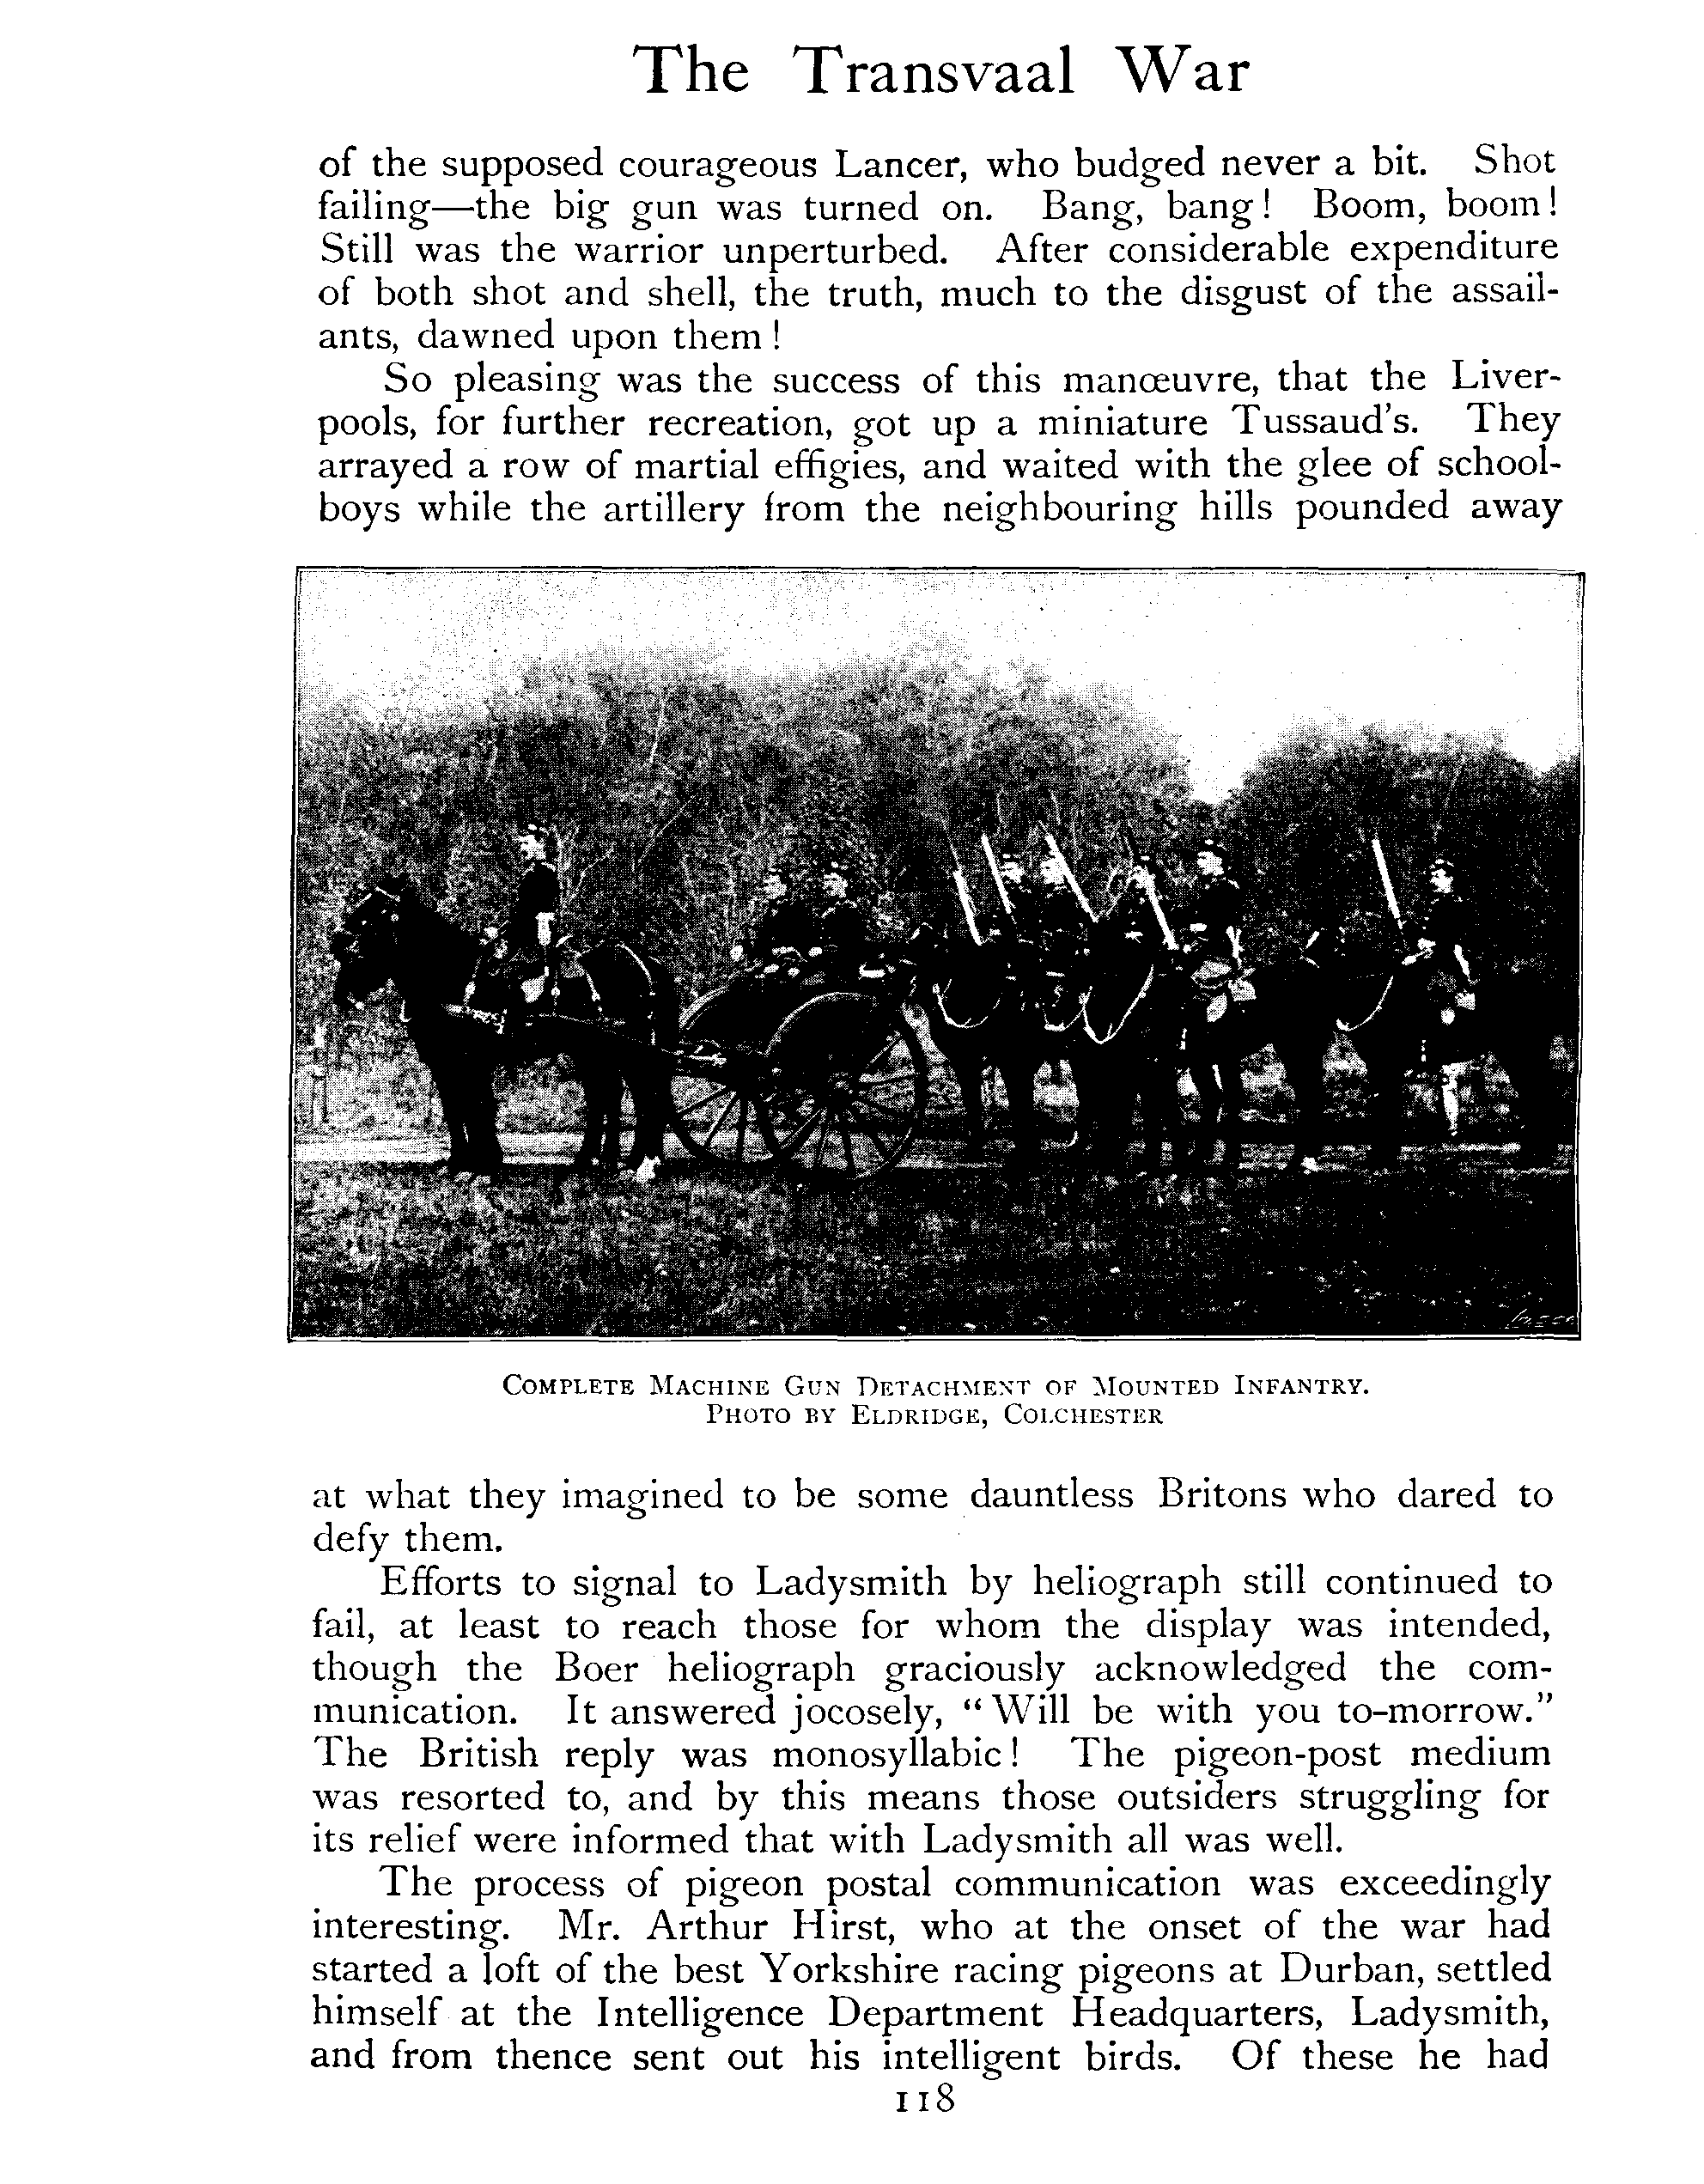 The Transvaal War
of the supposed courageous Lancer, who budged never a bit. Shot
failing—the big gun was turned on. Bang, bang! Boom, boom!
Still was the warrior unperturbed. After considerable expenditure
of both shot and shell, the truth, much to the disgust of the assail-
ants, dawned upon them!
So pleasing was the success of this manœuvre, that the Liver-
pools, for further recreation, got up a miniature Tussaud's. They
arrayed a row of martial effigies, and waited with the glee of school-
boys while the artillery from the neighbouring hills pounded away
COMPLETE MACHINE GUN DETACHMENT OF MOUNTED INFANTRY.
PHOTO BY ELDRIDGE, COLCHESTER
at what they imagined to be some dauntless Britons who dared to
defy them.
Efforts to signal to Ladysmith by heliograph still continued to
fail, at least to reach those for whom the display was intended,
though the Boer heliograph graciously acknowledged the com-
munication. It answered jocosely, “Will be with you to-morrow.”
The British reply was monosyllabic! The pigeon-post medium
was resorted to, and by this means those outsiders struggling for
its relief were informed that with Ladysmith all was well.
The process of pigeon postal communication was exceedingly
interesting. Mr. Arthur Hirst, who at the onset of the war had
started a loft of the best Yorkshire racing pigeons at Durban, settled
himself at the Intelligence Department Headquarters, Ladysmith,
and from thence sent out his intelligent birds. Of these he had
118